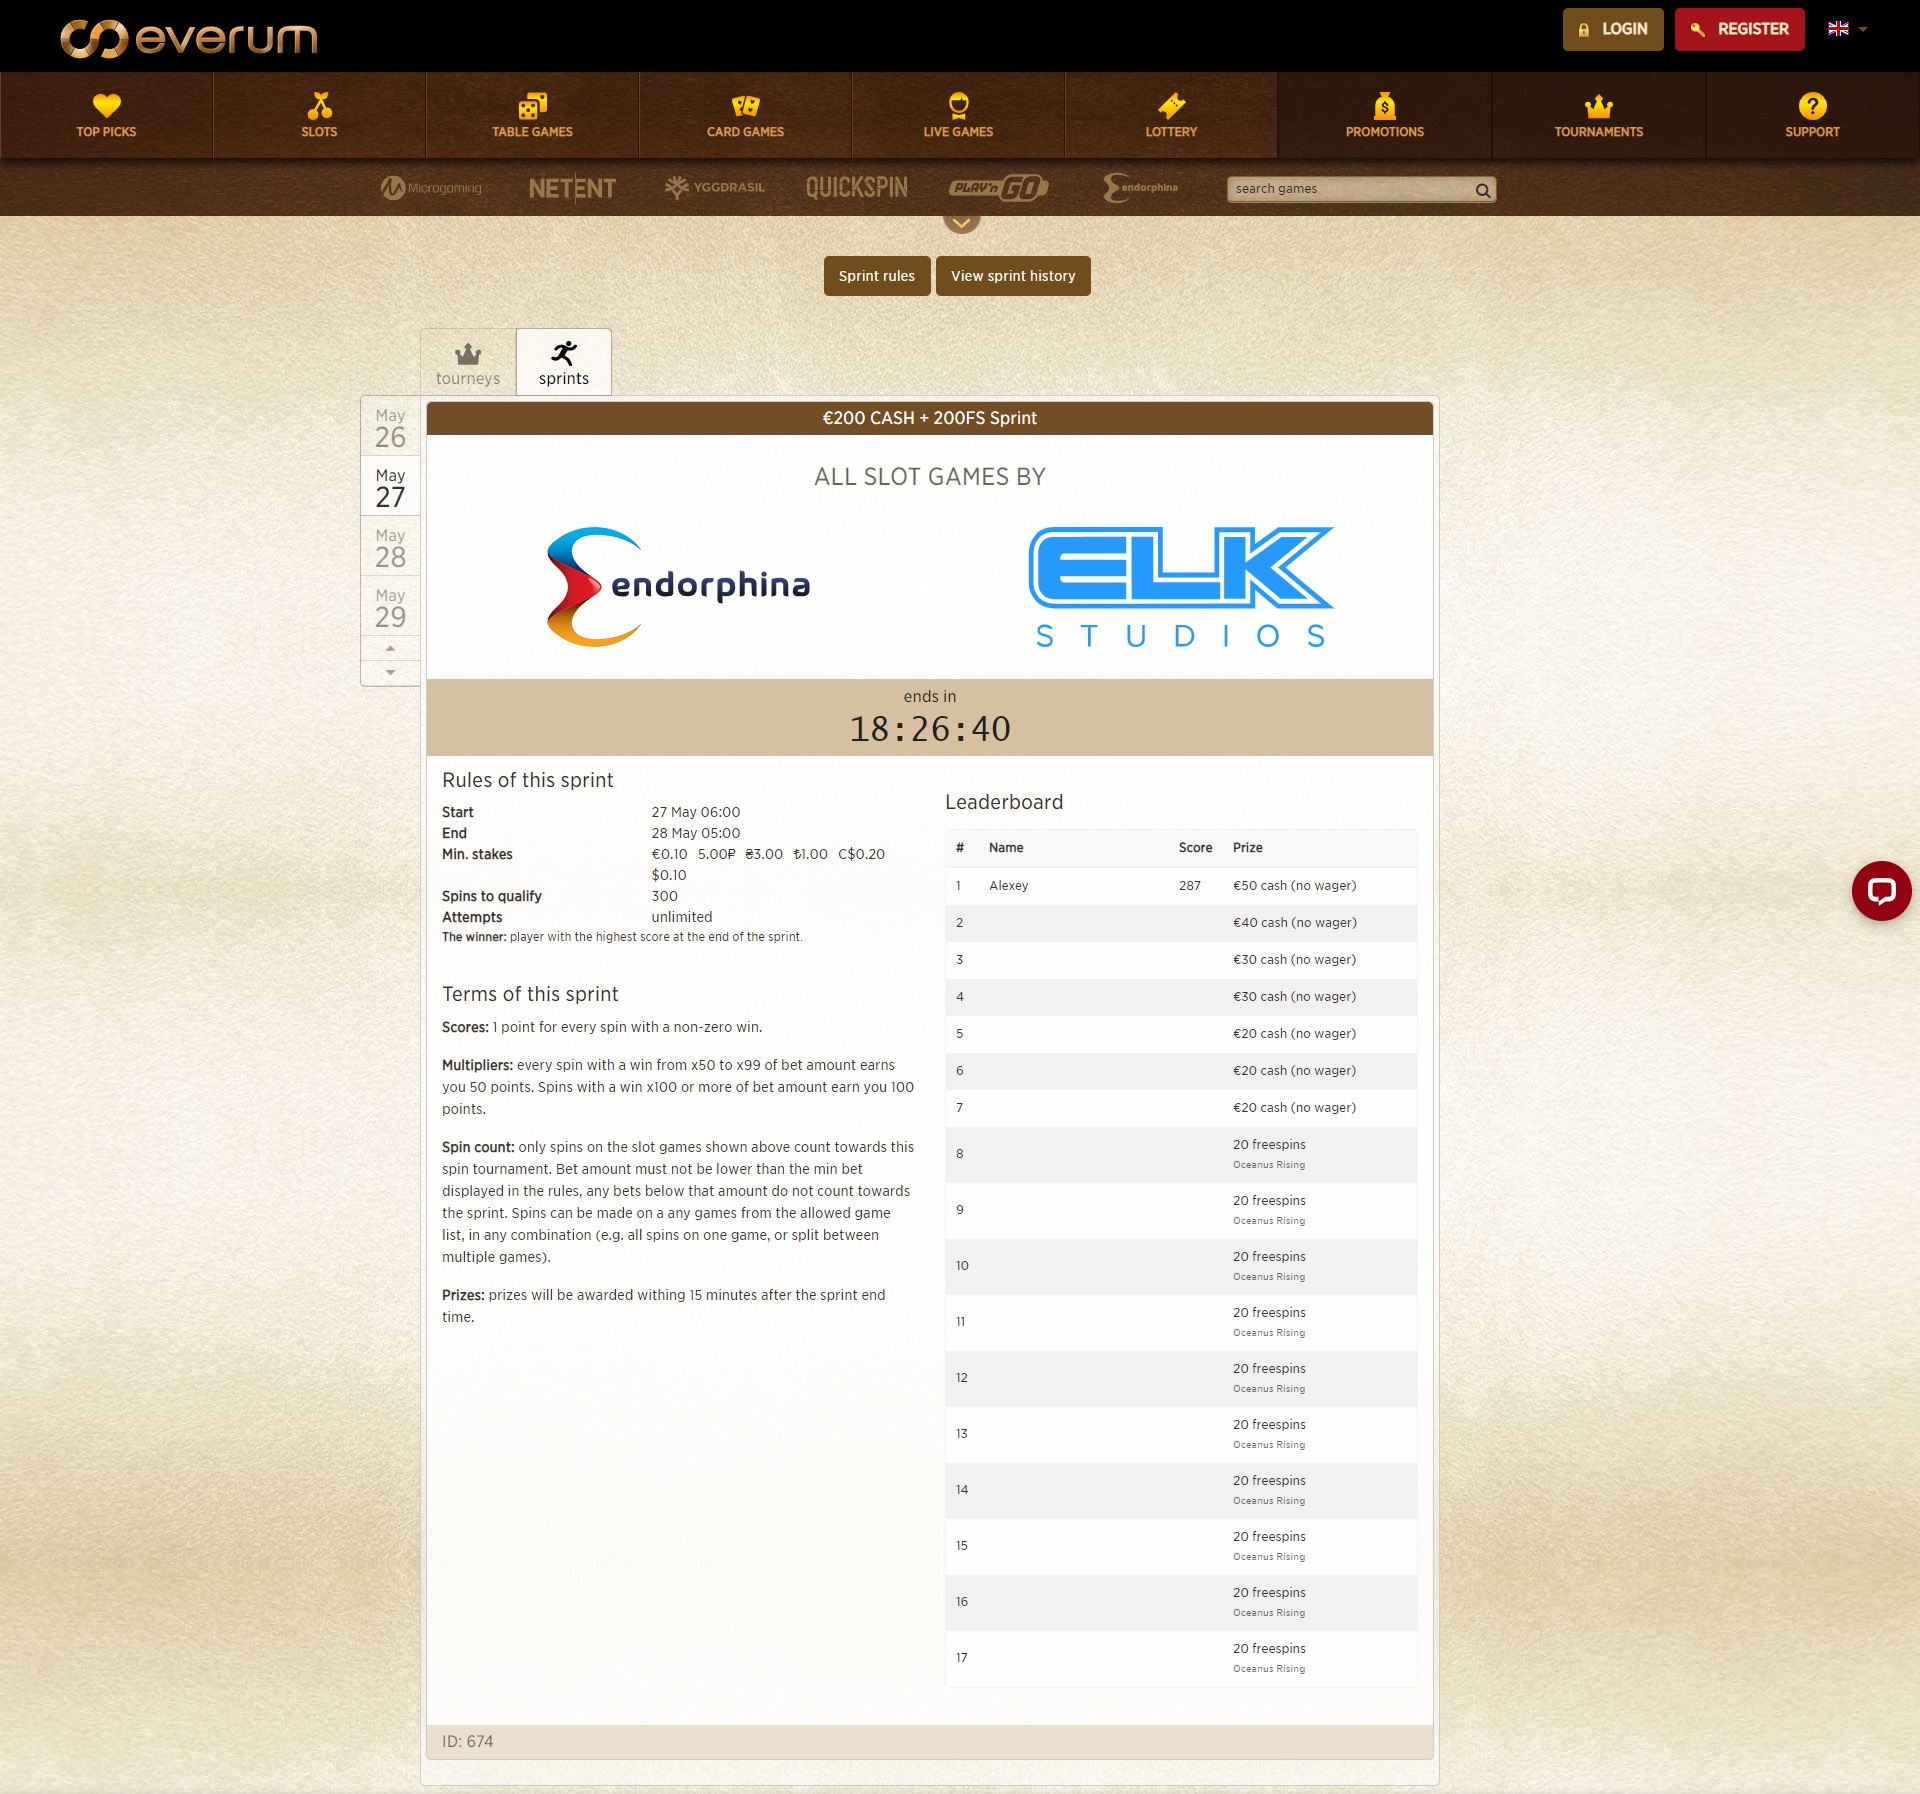 everum
LOGIN
REGISTER
TOP PICKS
SLOTS
TABLE GAMES
CARD GAMES
LIVE GAMES
LOTTERY
PROMOTIONS
TOURNAMENTS
SUPPORT
Microgaming
NETENT
YGGDRASIL
QUICKSPIN
PLAY'n GO
endorphina
search games
Sprint rules
View sprint history
tourneys
sprints
May
26
May
27
May
28
May
29
€200 CASH + 200FS Sprint
ALL SLOT GAMES BY
endorphina
ELK
STUDIOS
ends in
18:26:40
Rules of this sprint
Start 27 May 06:00
End 28 May 05:00
Min. stakes €0.10 5.00₽ ₴3.00 ₺1.00 C$0.20
$0.10
Spins to qualify 300
Attempts unlimited
The winner: player with the highest score at the end of the sprint.
Terms of this sprint
Scores: 1 point for every spin with a non-zero win.
Multipliers: every spin with a win from x50 to x99 of bet amount earns
you 50 points. Spins with a win x100 or more of bet amount earn you 100
points.
Spin count: only spins on the slot games shown above count towards this
spin tournament. Bet amount must not be lower than the min bet
displayed in the rules, any bets below that amount do not count towards
the sprint. Spins can be made on a any games from the allowed game
list, in any combination (e.g. all spins on one game, or split between
multiple games).
Prizes: prizes will be awarded withing 15 minutes after the sprint end
time.
Leaderboard
# Name Score Prize
1 Alexey 287 €50 cash (no wager)
2 €40 cash (no wager)
3 €30 cash (no wager)
4 €30 cash (no wager)
5 €20 cash (no wager)
6 €20 cash (no wager)
7 €20 cash (no wager)
8 20 freespins
Oceanus Rising
9 20 freespins
Oceanus Rising
10 20 freespins
Oceanus Rising
11 20 freespins
Oceanus Rising
12 20 freespins
Oceanus Rising
13 20 freespins
Oceanus Rising
14 20 freespins
Oceanus Rising
15 20 freespins
Oceanus Rising
16 20 freespins
Oceanus Rising
17 20 freespins
Oceanus Rising
ID: 674